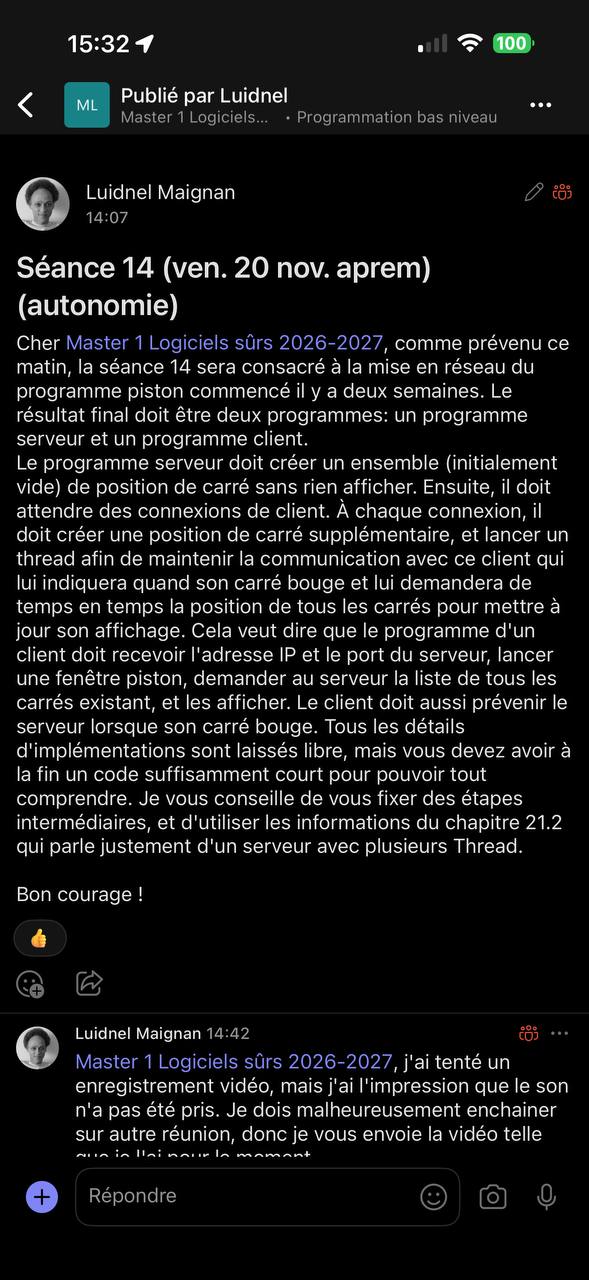 15:32
100
ML
Publié par Luidnel
Master 1 Logiciels... • Programmation bas niveau
Luidnel Maignan
14:07
Séance 14 (ven. 20 nov. aprem)
(autonomie)
Cher Master 1 Logiciels sûrs 2026-2027, comme prévenu ce
matin, la séance 14 sera consacré à la mise en réseau du
programme piston commencé il y a deux semaines. Le
résultat final doit être deux programmes: un programme
serveur et un programme client.
Le programme serveur doit créer un ensemble (initialement
vide) de position de carré sans rien afficher. Ensuite, il doit
attendre des connexions de client. À chaque connexion, il
doit créer une position de carré supplémentaire, et lancer un
thread afin de maintenir la communication avec ce client qui
lui indiquera quand son carré bouge et lui demandera de
temps en temps la position de tous les carrés pour mettre à
jour son affichage. Cela veut dire que le programme d'un
client doit recevoir l'adresse IP et le port du serveur, lancer
une fenêtre piston, demander au serveur la liste de tous les
carrés existant, et les afficher. Le client doit aussi prévenir le
serveur lorsque son carré bouge. Tous les détails
d'implémentations sont laissés libre, mais vous devez avoir à
la fin un code suffisamment court pour pouvoir tout
comprendre. Je vous conseille de vous fixer des étapes
intermédiaires, et d'utiliser les informations du chapitre 21.2
qui parle justement d'un serveur avec plusieurs Thread.
Bon courage !
Luidnel Maignan 14:42
Master 1 Logiciels sûrs 2026-2027, j'ai tenté un
enregistrement vidéo, mais j'ai l'impression que le son
n'a pas été pris. Je dois malheureusement enchainer
sur autre réunion, donc je vous envoie la vidéo telle
que je l'ai pour le moment
Répondre